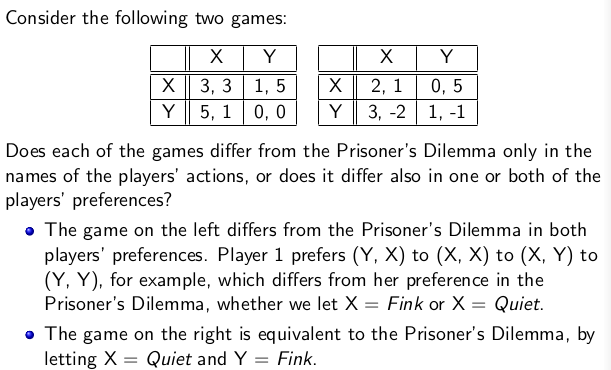 Consider the following two games:
X Y X Y
X 3, 3 1, 5 X 2, 1 0, 5
Y 5, 1 0, 0 Y 3, -2 1, -1
Does each of the games differ from the Prisoner's Dilemma only in the
names of the players' actions, or does it differ also in one or both of the
players' preferences?
The game on the left differs from the Prisoner's Dilemma in both
players' preferences. Player 1 prefers (Y, X) to (X, X) to (X, Y) to
(Y, Y), for example, which differs from her preference in the
Prisoner's Dilemma, whether we let X = Fink or X = Quiet.
The game on the right is equivalent to the Prisoner's Dilemma, by
letting X = Quiet and Y = Fink.